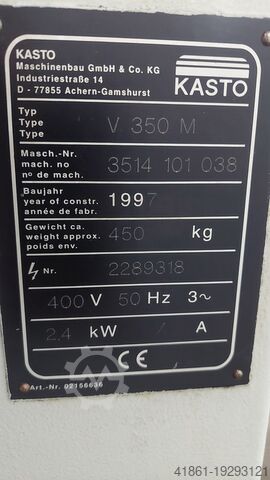 KASTO
Maschinenbau GmbH & Co. KG
Industriestraße 14
D - 77855 Achern-Gamshurst
KASTO
Typ
Type
Type
V 350 M
Masch.-Nr.
mach. no
nº de mach.
3514 101 038
Baujahr
year of constr.
année de fabr.
1997
Gewicht ca.
weight approx.
poids env.
450 kg
Nr. 2289318
400 V 50 Hz 3~
2,4 kW / A
CE
Art.-Nr. 02156636
41861-19293121